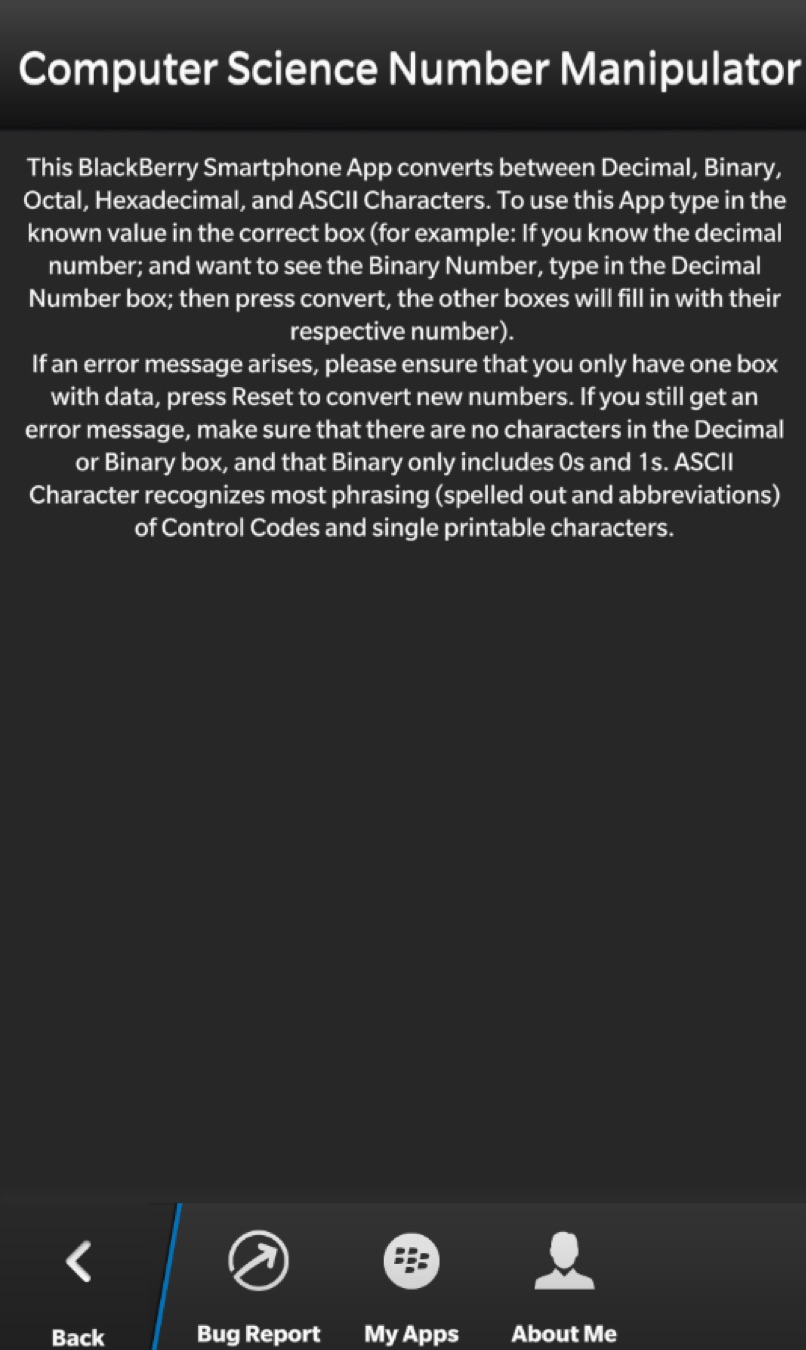 Computer Science Number Manipulator
This BlackBerry Smartphone App converts between Decimal, Binary,
Octal, Hexadecimal, and ASCII Characters. To use this App type in the
known value in the correct box (for example: If you know the decimal
number; and want to see the Binary Number, type in the Decimal
Number box; then press convert, the other boxes will fill in with their
respective number).
If an error message arises, please ensure that you only have one box
with data, press Reset to convert new numbers. If you still get an
error message, make sure that there are no characters in the Decimal
or Binary box, and that Binary only includes 0s and 1s. ASCII
Character recognizes most phrasing (spelled out and abbreviations)
of Control Codes and single printable characters.
Back
Bug Report
My Apps
About Me